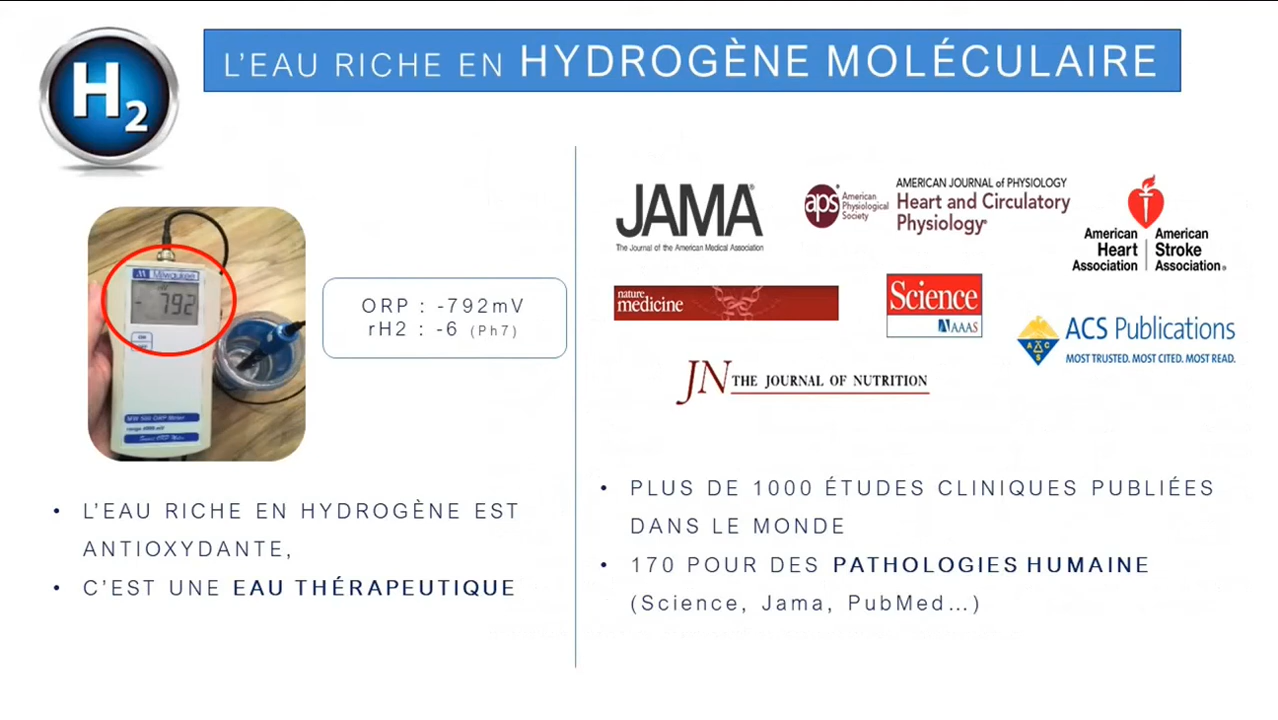 L'EAU RICHE EN HYDROGÈNE MOLÉCULAIRE
H2
Milwaukee
- 792
ORP : -792mV
rH2 : -6 (Ph7)
L'EAU RICHE EN HYDROGÈNE EST
ANTIOXYDANTE,
C'EST UNE EAU THÉRAPEUTIQUE
JAMA®
The Journal of the American Medical Association
aps® American
Physiological
Society
AMERICAN JOURNAL of PHYSIOLOGY
Heart and Circulatory
Physiology®
American
Heart
Association
American
Stroke
Association®
nature
medicine
Science
AAAS
ACS Publications
MOST TRUSTED. MOST CITED. MOST READ.
JN THE JOURNAL OF NUTRITION
PLUS DE 1000 ÉTUDES CLINIQUES PUBLIÉES
DANS LE MONDE
170 POUR DES PATHOLOGIES HUMAINE
(Science, Jama, PubMed...)